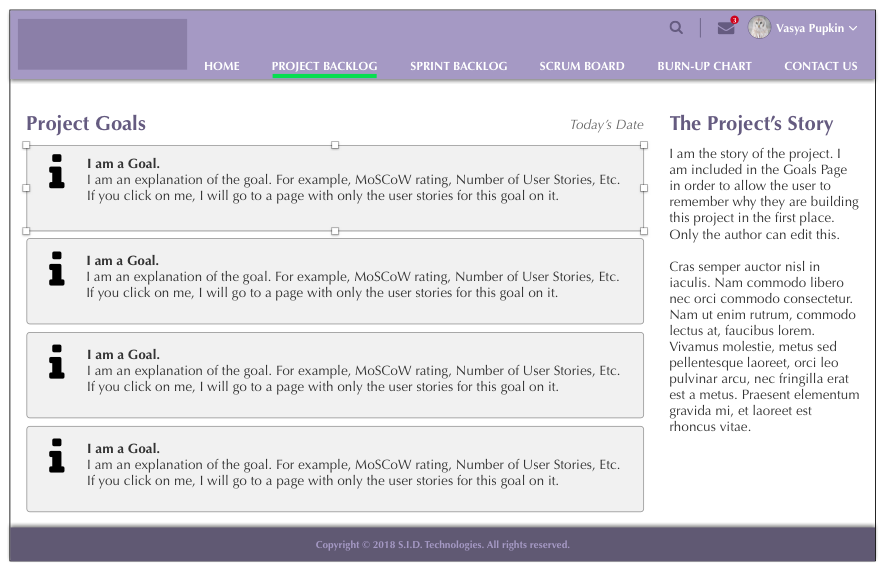 3
Vasya Pupkin
HOME PROJECT BACKLOG SPRINT BACKLOG SCRUM BOARD BURN-UP CHART CONTACT US
Project Goals
Today's Date
I am a Goal.
I am an explanation of the goal. For example, MoSCoW rating, Number of User Stories, Etc.
If you click on me, I will go to a page with only the user stories for this goal on it.
I am a Goal.
I am an explanation of the goal. For example, MoSCoW rating, Number of User Stories, Etc.
If you click on me, I will go to a page with only the user stories for this goal on it.
I am a Goal.
I am an explanation of the goal. For example, MoSCoW rating, Number of User Stories, Etc.
If you click on me, I will go to a page with only the user stories for this goal on it.
I am a Goal.
I am an explanation of the goal. For example, MoSCoW rating, Number of User Stories, Etc.
If you click on me, I will go to a page with only the user stories for this goal on it.
The Project's Story
I am the story of the project. I
am included in the Goals Page
in order to allow the user to
remember why they are building
this project in the first place.
Only the author can edit this.
Cras semper auctor nisl in
iaculis. Nam commodo libero
nec orci commodo consectetur.
Nam ut enim rutrum, commodo
lectus at, faucibus lorem.
Vivamus molestie, metus sed
pellentesque laoreet, orci leo
pulvinar arcu, nec fringilla erat
est a metus. Praesent elementum
gravida mi, et laoreet est
rhoncus vitae.
Copyright © 2018 S.I.D. Technologies. All rights reserved.